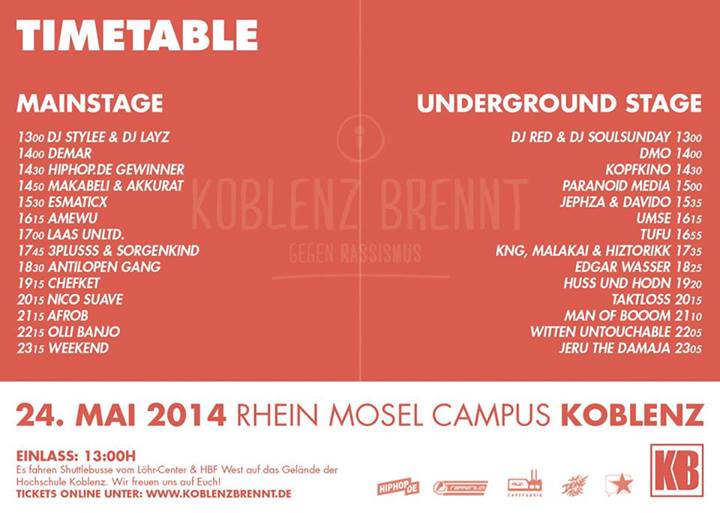 TIMETABLE
MAINSTAGE
1300 DJ STYLEE & DJ LAYZ
1400 DEMAR
1430 HIPHOP.DE GEWINNER
1450 MAKABELI & AKKURAT
1530 ESMATICX
1615 AMEWU
1700 LAAS UNLTD.
1745 3PLUSSS & SORGENKIND
1830 ANTILOPEN GANG
1915 CHEFKET
2015 NICO SUAVE
2115 AFROB
2215 OLLI BANJO
2315 WEEKEND
UNDERGROUND STAGE
DJ RED & DJ SOULSUNDAY 1300
DMO 1400
KOPFKINO 1430
PARANOID MEDIA 1500
JEPHZA & DAVIDO 1535
UMSE 1615
TUFU 1655
KNG, MALAKAI & HIZTORIKK 1735
EDGAR WASSER 1825
HUSS UND HODN 1920
TAKTLOSS 2015
MAN OF BOOOM 2110
WITTEN UNTOUCHABLE 2205
JERU THE DAMAJA 2305
KOBLENZ BRENNT
GEGEN RASSISMUS
24. MAI 2014 RHEIN MOSEL CAMPUS KOBLENZ
EINLASS: 13:00H
Es fahren Shuttlebusse vom Löhr-Center & HBF West auf das Gelände der
Hochschule Koblenz. Wir freuen uns auf Euch!
TICKETS ONLINE UNTER: WWW.KOBLENZBRENNT.DE
HIPHOP.DE
rappers.in
TAPEFABRIK
KB